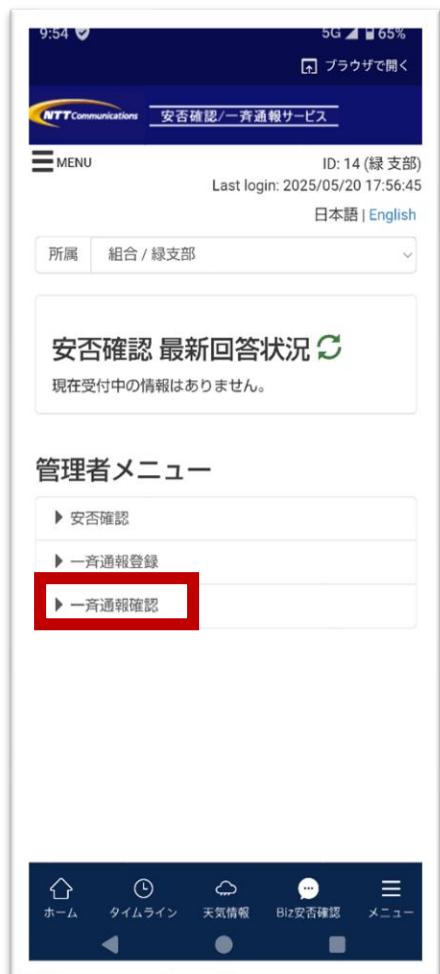 9:54
5G 65%
ブラウザで開く
NTT Communications 安否確認/一斉通報サービス
MENU
ID: 14 (緑 支部)
Last login: 2025/05/20 17:56:45
日本語 | English
所属 組合 / 緑支部
安否確認 最新回答状況
現在受付中の情報はありません。
管理者メニュー
安否確認
一斉通報登録
一斉通報確認
ホーム タイムライン 天気情報 Biz安否確認 メニュー